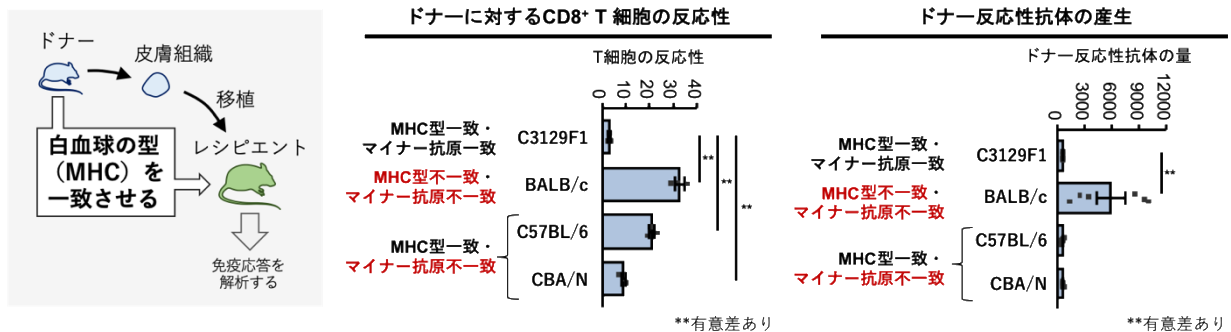 ドナー
皮膚組織
移植
白血球の型
（MHC）を
一致させる
レシピエント
免疫応答を
解析する
ドナーに対するCD8⁺ T 細胞の反応性
T細胞の反応性
0
10
20
30
40
MHC型一致・
マイナー抗原一致
C3129F1
MHC型不一致・
マイナー抗原不一致
BALB/c
MHC型一致・
マイナー抗原不一致
C57BL/6
CBA/N
**
**
**
**有意差あり
ドナー反応性抗体の産生
ドナー反応性抗体の量
0
3000
6000
9000
12000
MHC型一致・
マイナー抗原一致
C3129F1
MHC型不一致・
マイナー抗原不一致
BALB/c
MHC型一致・
マイナー抗原不一致
C57BL/6
CBA/N
**
**有意差あり